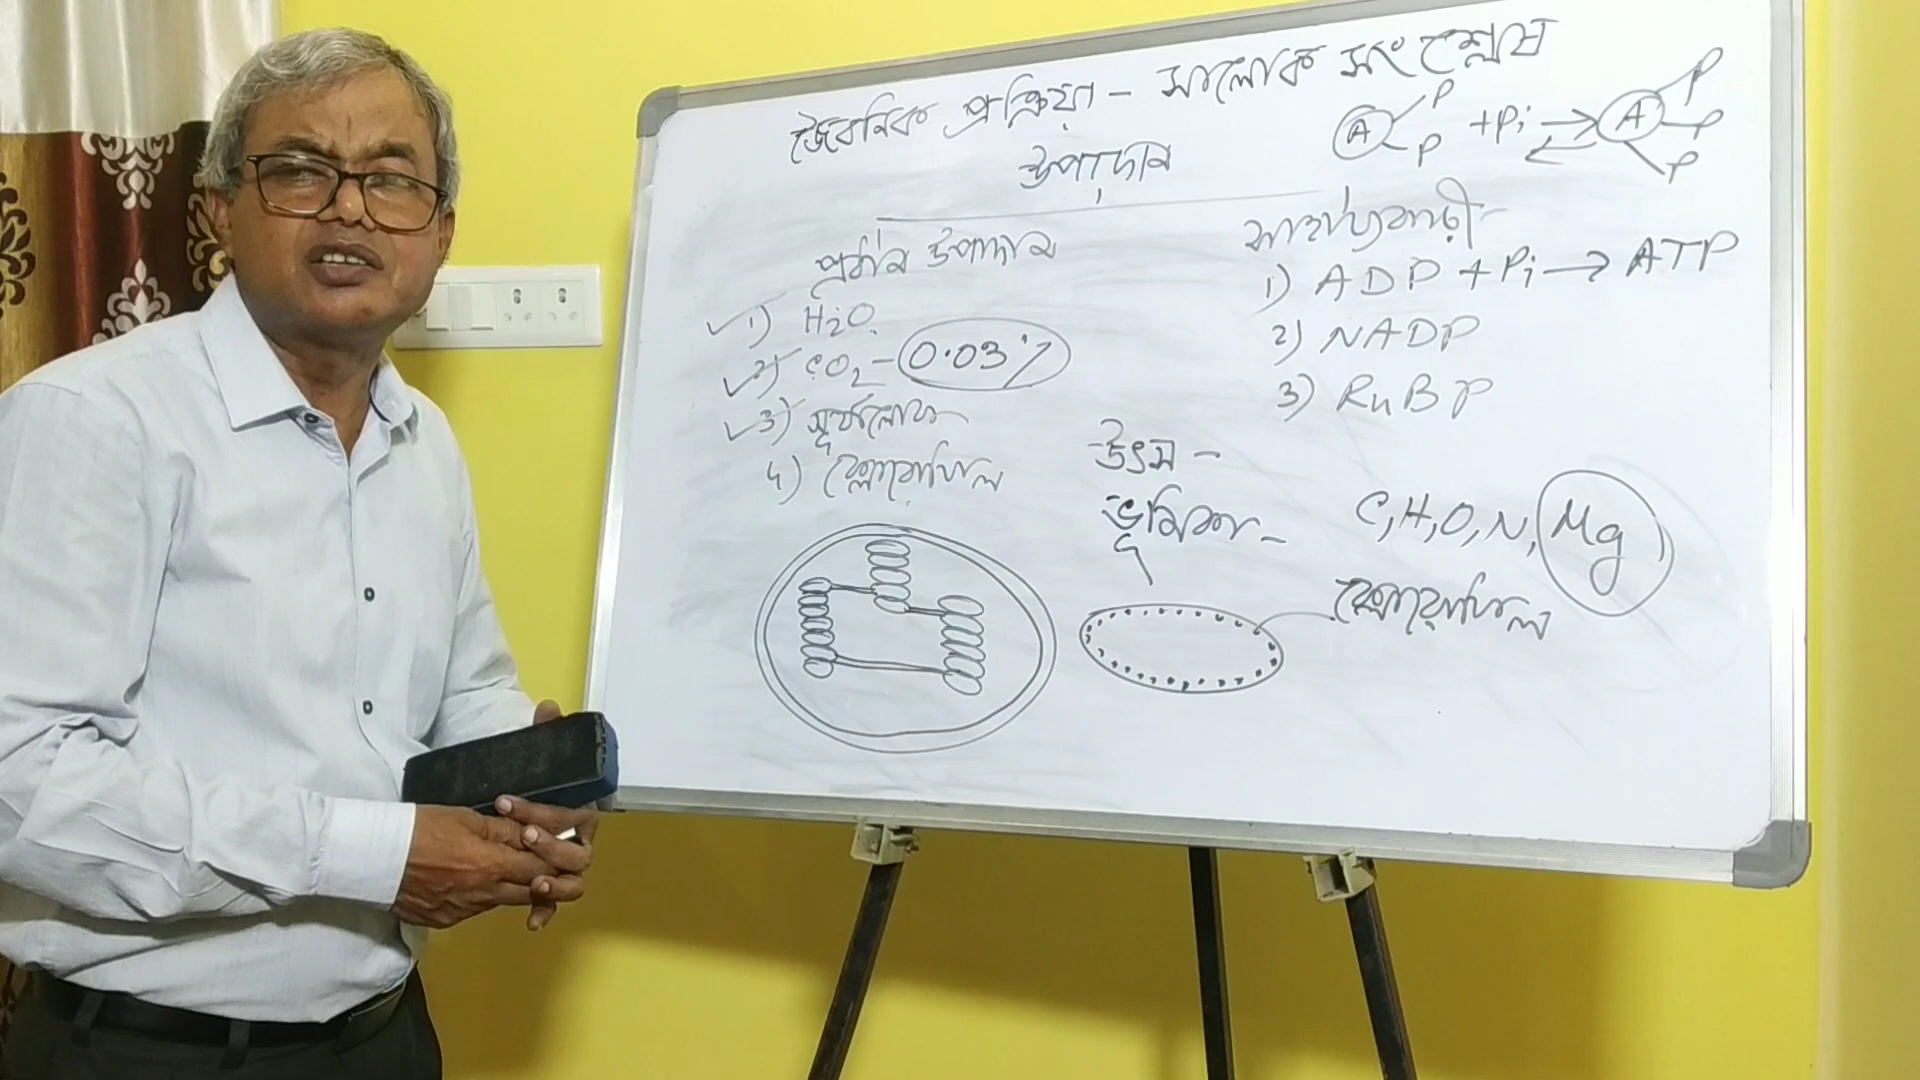 জৈবনিক প্রক্রিয়া - সালোক সংশ্লেষ
উপাদান
A P P + Pi ⇌ A P P P
প্রধান উপাদান
1) H2O
2) CO2 - 0.03%
3) সূর্যালোক
৪) ক্লোরোফিল
সাহায্যকারী -
1) ADP + Pi → ATP
2) NADP
3) RuBP
উৎস -
ভূমিকা -
C, H, O, N, Mg
ক্লোরোফিল